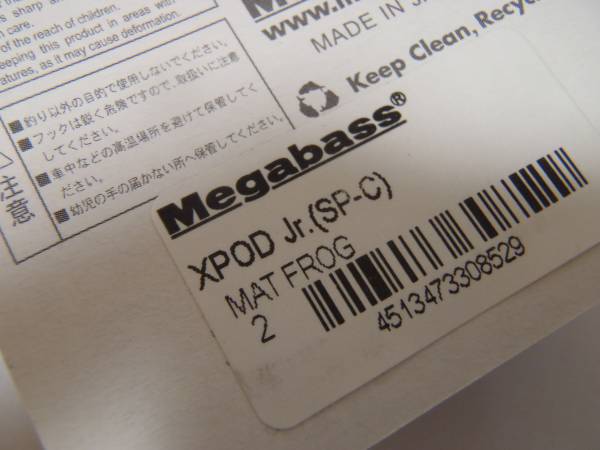 sharp and
n care.
of the reach of children.
eeping this product in areas with
atures, as it may cause deformation.
www.
MADE IN
Keep Clean, Recyc
注意
■釣り以外の目的で使用しないでください。
■フックは鋭く危険ですので、取扱いに注意
してください。
■車中などの高温場所を避けて保管してく
ださい。
■幼児の手の届かない所へ保管してください。
Megabass®
XPOD Jr.(SP-C)
MAT FROG
2
4513473308529